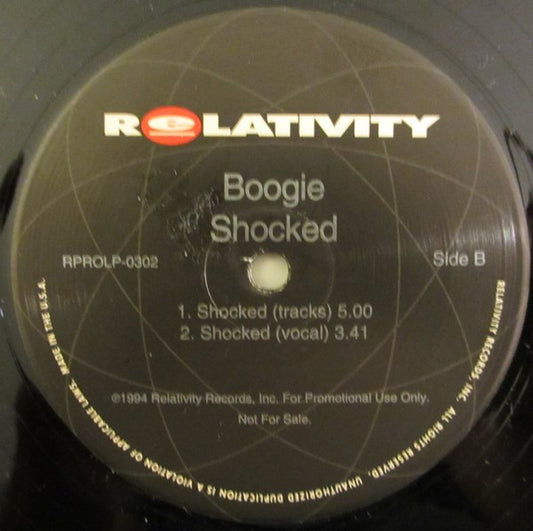 RELATIVITY
Boogie
Shocked
RPROLP-0302
Side B
1. Shocked (tracks) 5.00
2. Shocked (vocal) 3.41
℗1994 Relativity Records, Inc. For Promotional Use Only.
Not For Sale.
RELATIVITY RECORDS, INC. ALL RIGHTS RESERVED. UNAUTHORIZED DUPLICATION IS A VIOLATION OF APPLICABLE LAWS. MADE IN THE U.S.A.